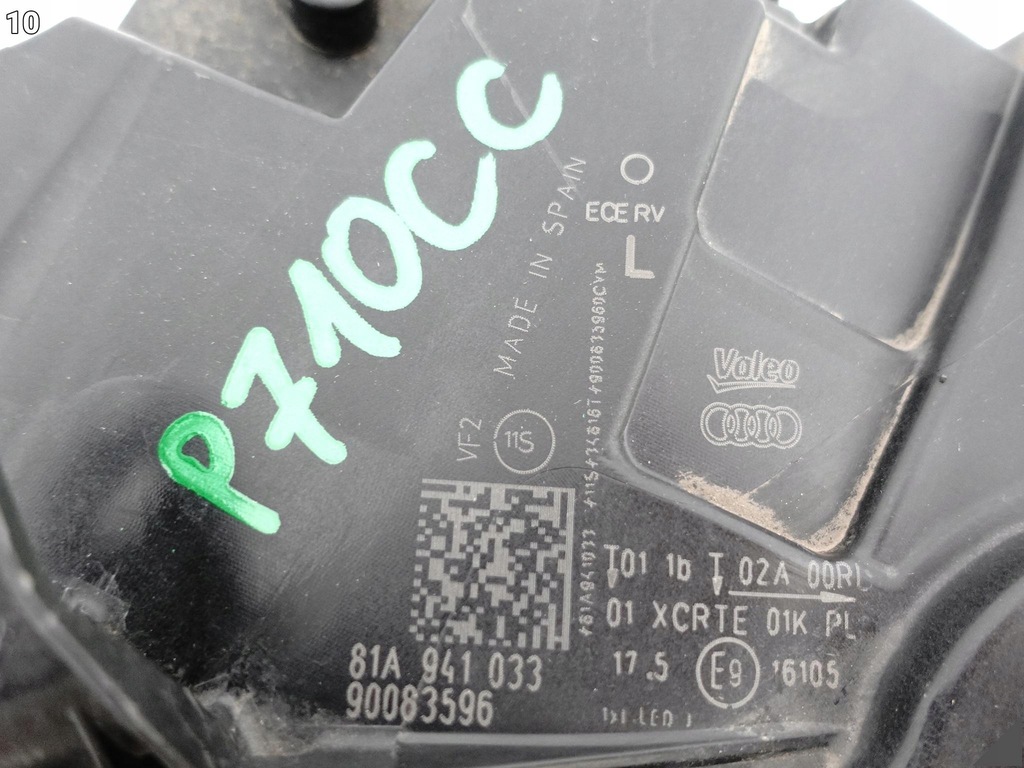 10
P710CC
MADE IN SPAIN
ECE RV
L
Valeo
VF2
11S
T01 1b T 02A 00RL
01 XCRTE 01K PL
17.5 E9 16105
81A 941 033
90083596